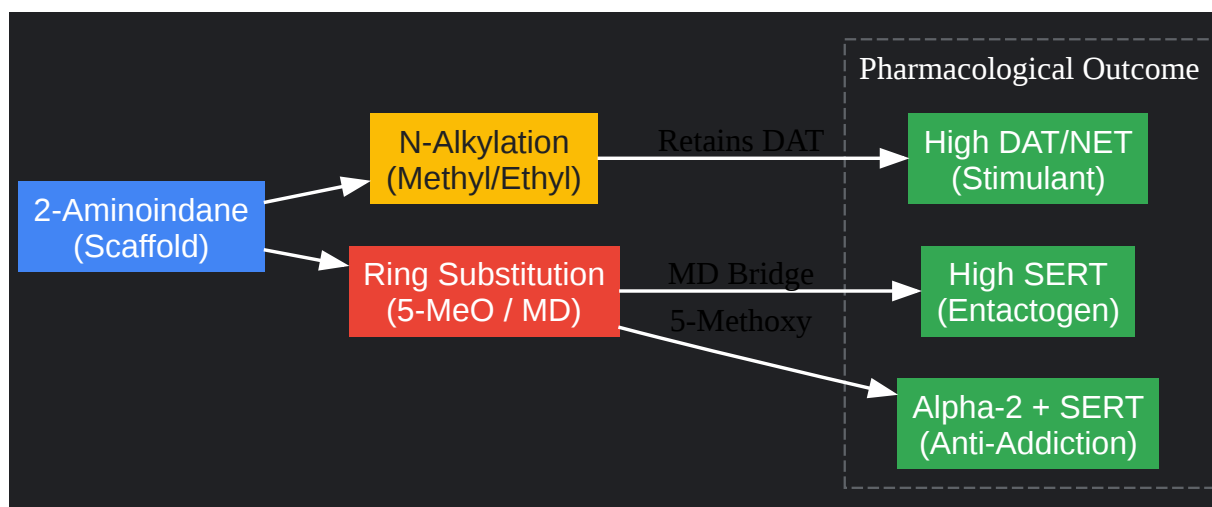 Pharmacological Outcome
N-Alkylation
(Methyl/Ethyl)
Retains DAT
High DAT/NET
(Stimulant)
2-Aminoindane
(Scaffold)
Ring Substitution
(5-MeO / MD)
MD Bridge
5-Methoxy
High SERT
(Entactogen)
Alpha-2 + SERT
(Anti-Addiction)